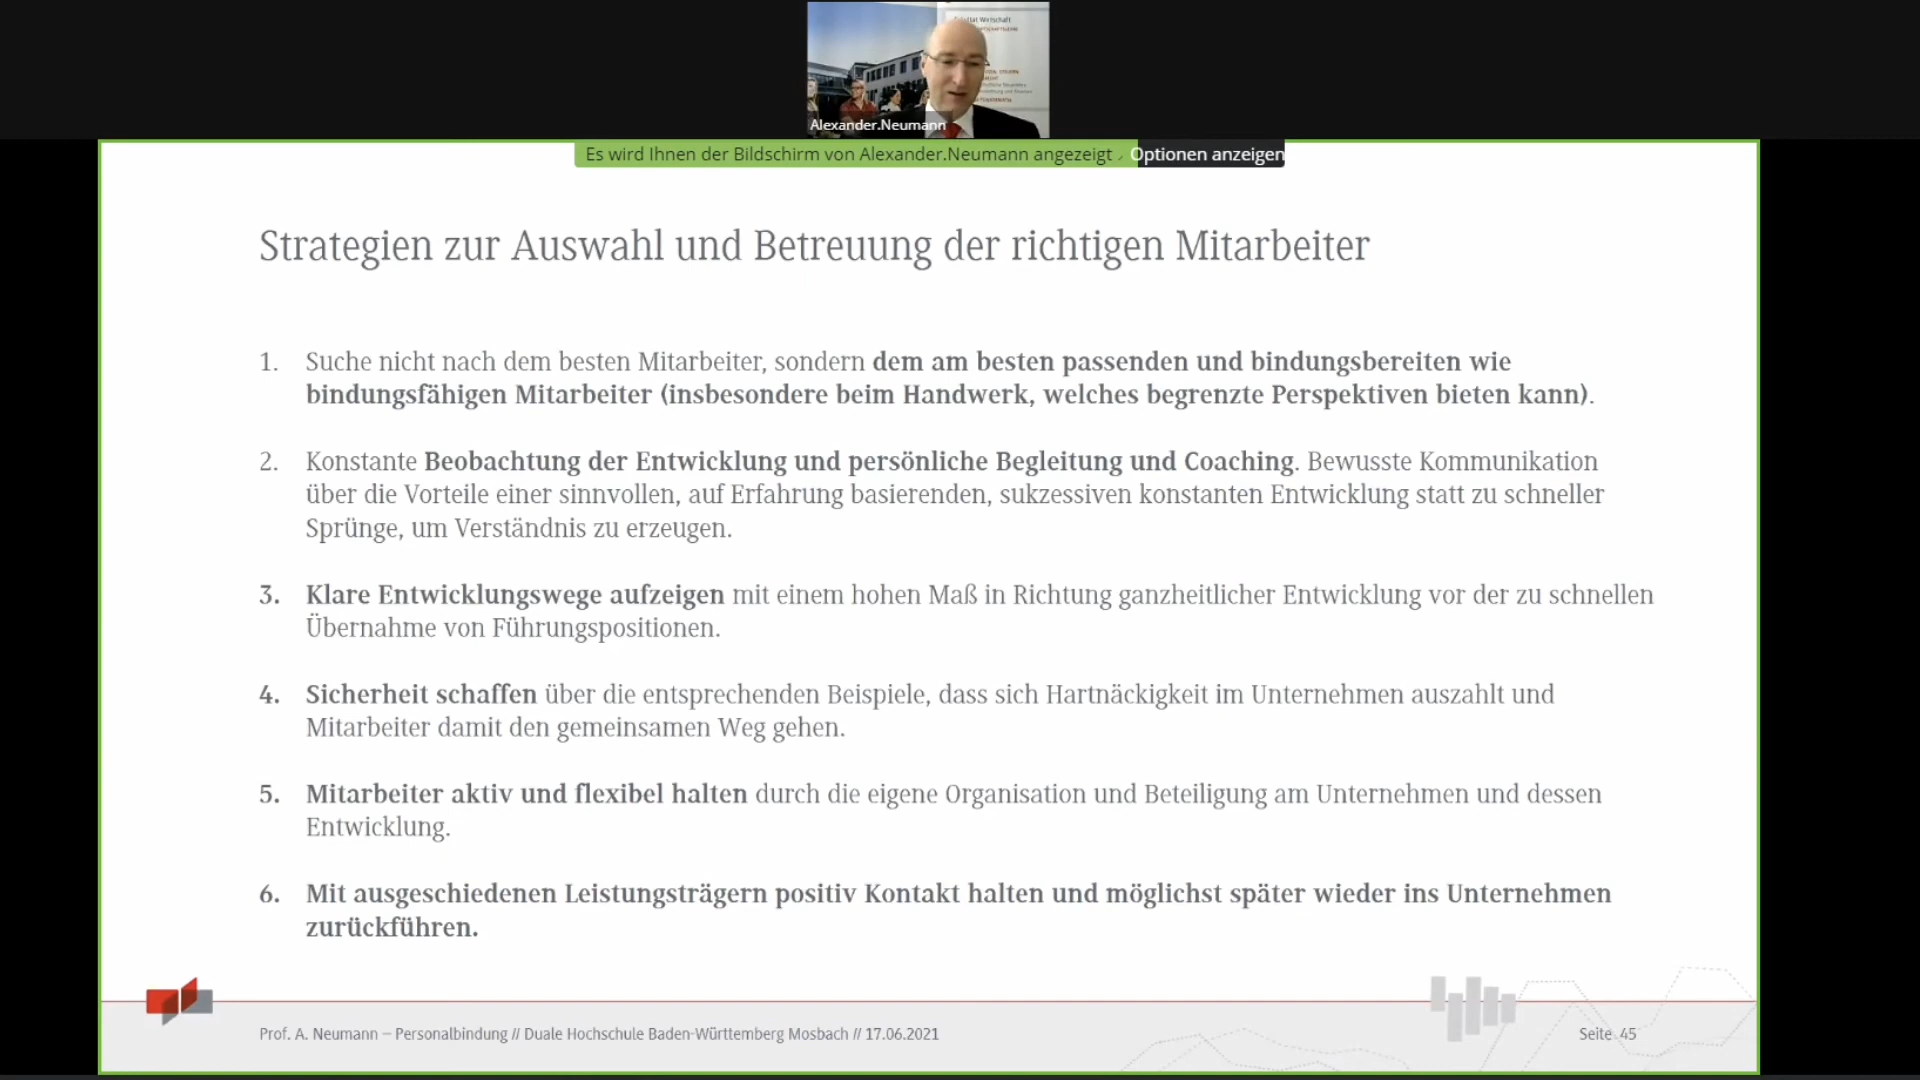 Fakultät Wirtschaft
Alexander.Neumann
Es wird Ihnen der Bildschirm von Alexander.Neumann angezeigt
Optionen anzeigen
Strategien zur Auswahl und Betreuung der richtigen Mitarbeiter
1. Suche nicht nach dem besten Mitarbeiter, sondern dem am besten passenden und bindungsbereiten wie
bindungsfähigen Mitarbeiter (insbesondere beim Handwerk, welches begrenzte Perspektiven bieten kann).
2. Konstante Beobachtung der Entwicklung und persönliche Begleitung und Coaching. Bewusste Kommunikation
über die Vorteile einer sinnvollen, auf Erfahrung basierenden, sukzessiven konstanten Entwicklung statt zu schneller
Sprünge, um Verständnis zu erzeugen.
3. Klare Entwicklungswege aufzeigen mit einem hohen Maß in Richtung ganzheitlicher Entwicklung vor der zu schnellen
Übernahme von Führungspositionen.
4. Sicherheit schaffen über die entsprechenden Beispiele, dass sich Hartnäckigkeit im Unternehmen auszahlt und
Mitarbeiter damit den gemeinsamen Weg gehen.
5. Mitarbeiter aktiv und flexibel halten durch die eigene Organisation und Beteiligung am Unternehmen und dessen
Entwicklung.
6. Mit ausgeschiedenen Leistungsträgern positiv Kontakt halten und möglichst später wieder ins Unternehmen
zurückführen.
Prof. A. Neumann – Personalbindung // Duale Hochschule Baden-Württemberg Mosbach // 17.06.2021
Seite 45